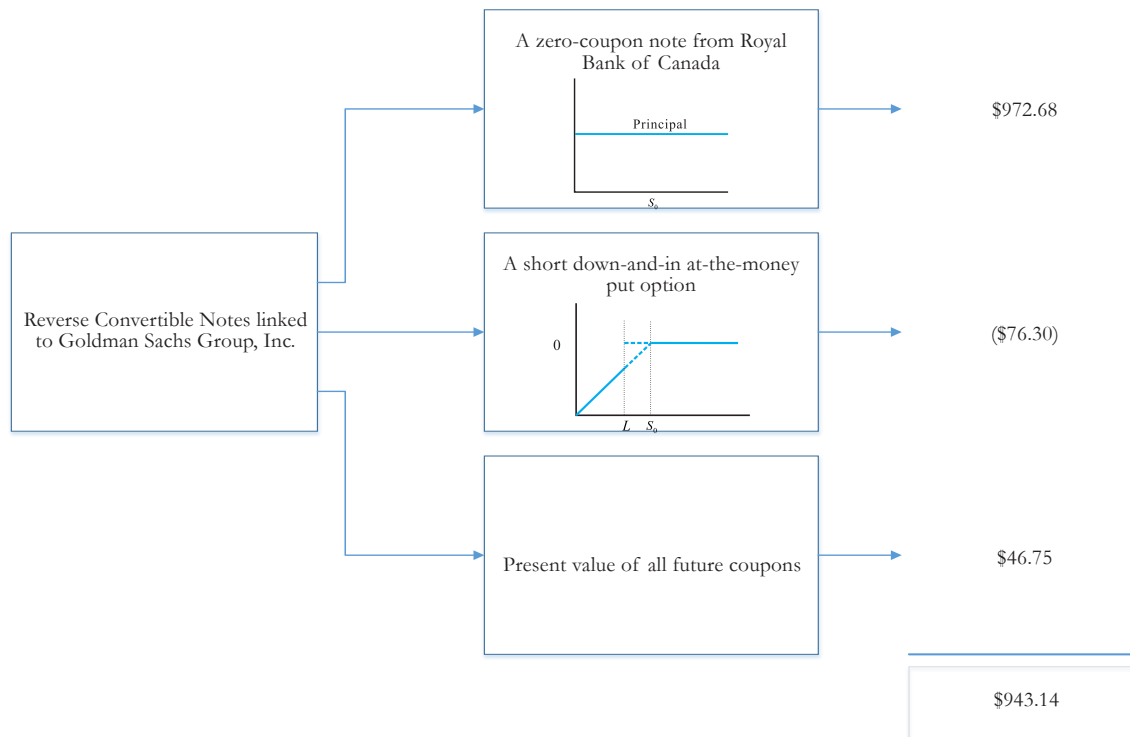 A zero-coupon note from Royal
Bank of Canada
Principal
S₀
$972.68
Reverse Convertible Notes linked
to Goldman Sachs Group, Inc.
A short down-and-in at-the-money
put option
0
L S₀
($76.30)
Present value of all future coupons
$46.75
$943.14